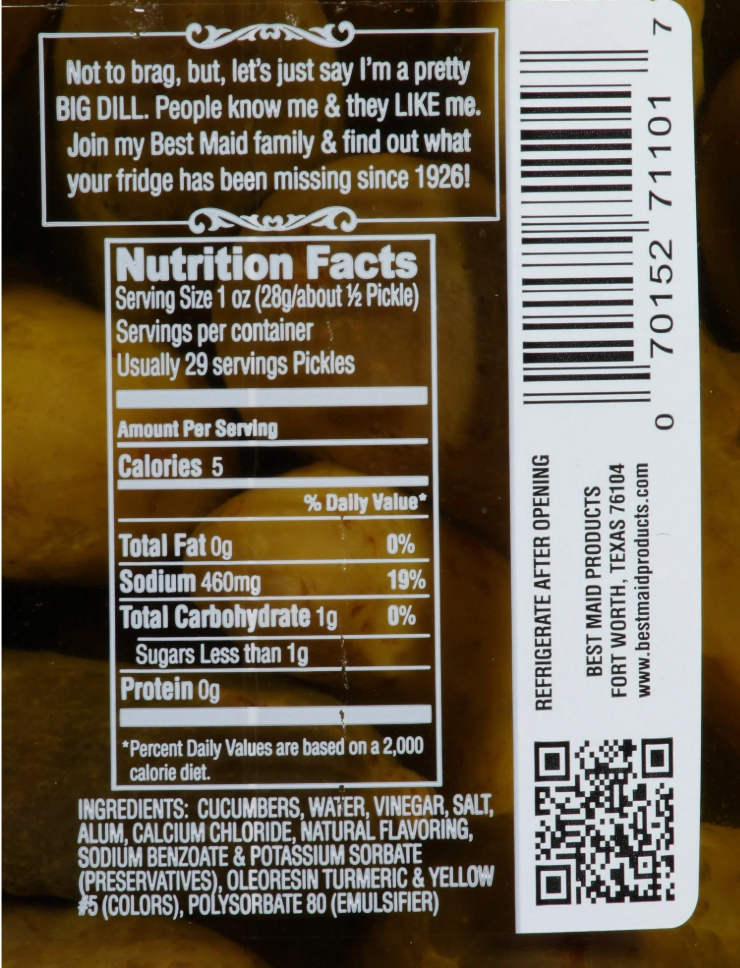 Not to brag, but, let's just say I'm a pretty
BIG DILL. People know me & they LIKE me.
Join my Best Maid family & find out what
your fridge has been missing since 1926!
Nutrition Facts
Serving Size 1 oz (28g/about ½ Pickle)
Servings per container
Usually 29 servings Pickles
Amount Per Serving
Calories 5
% Daily Value*
Total Fat 0g 0%
Sodium 460mg 19%
Total Carbohydrate 1g 0%
Sugars Less than 1g
Protein 0g
*Percent Daily Values are based on a 2,000
calorie diet.
INGREDIENTS: CUCUMBERS, WATER, VINEGAR, SALT,
ALUM, CALCIUM CHLORIDE, NATURAL FLAVORING,
SODIUM BENZOATE & POTASSIUM SORBATE
(PRESERVATIVES), OLEORESIN TURMERIC & YELLOW
#5 (COLORS), POLYSORBATE 80 (EMULSIFIER)
0 70152 71101 7
REFRIGERATE AFTER OPENING
BEST MAID PRODUCTS
FORT WORTH, TEXAS 76104
www.bestmaidproducts.com